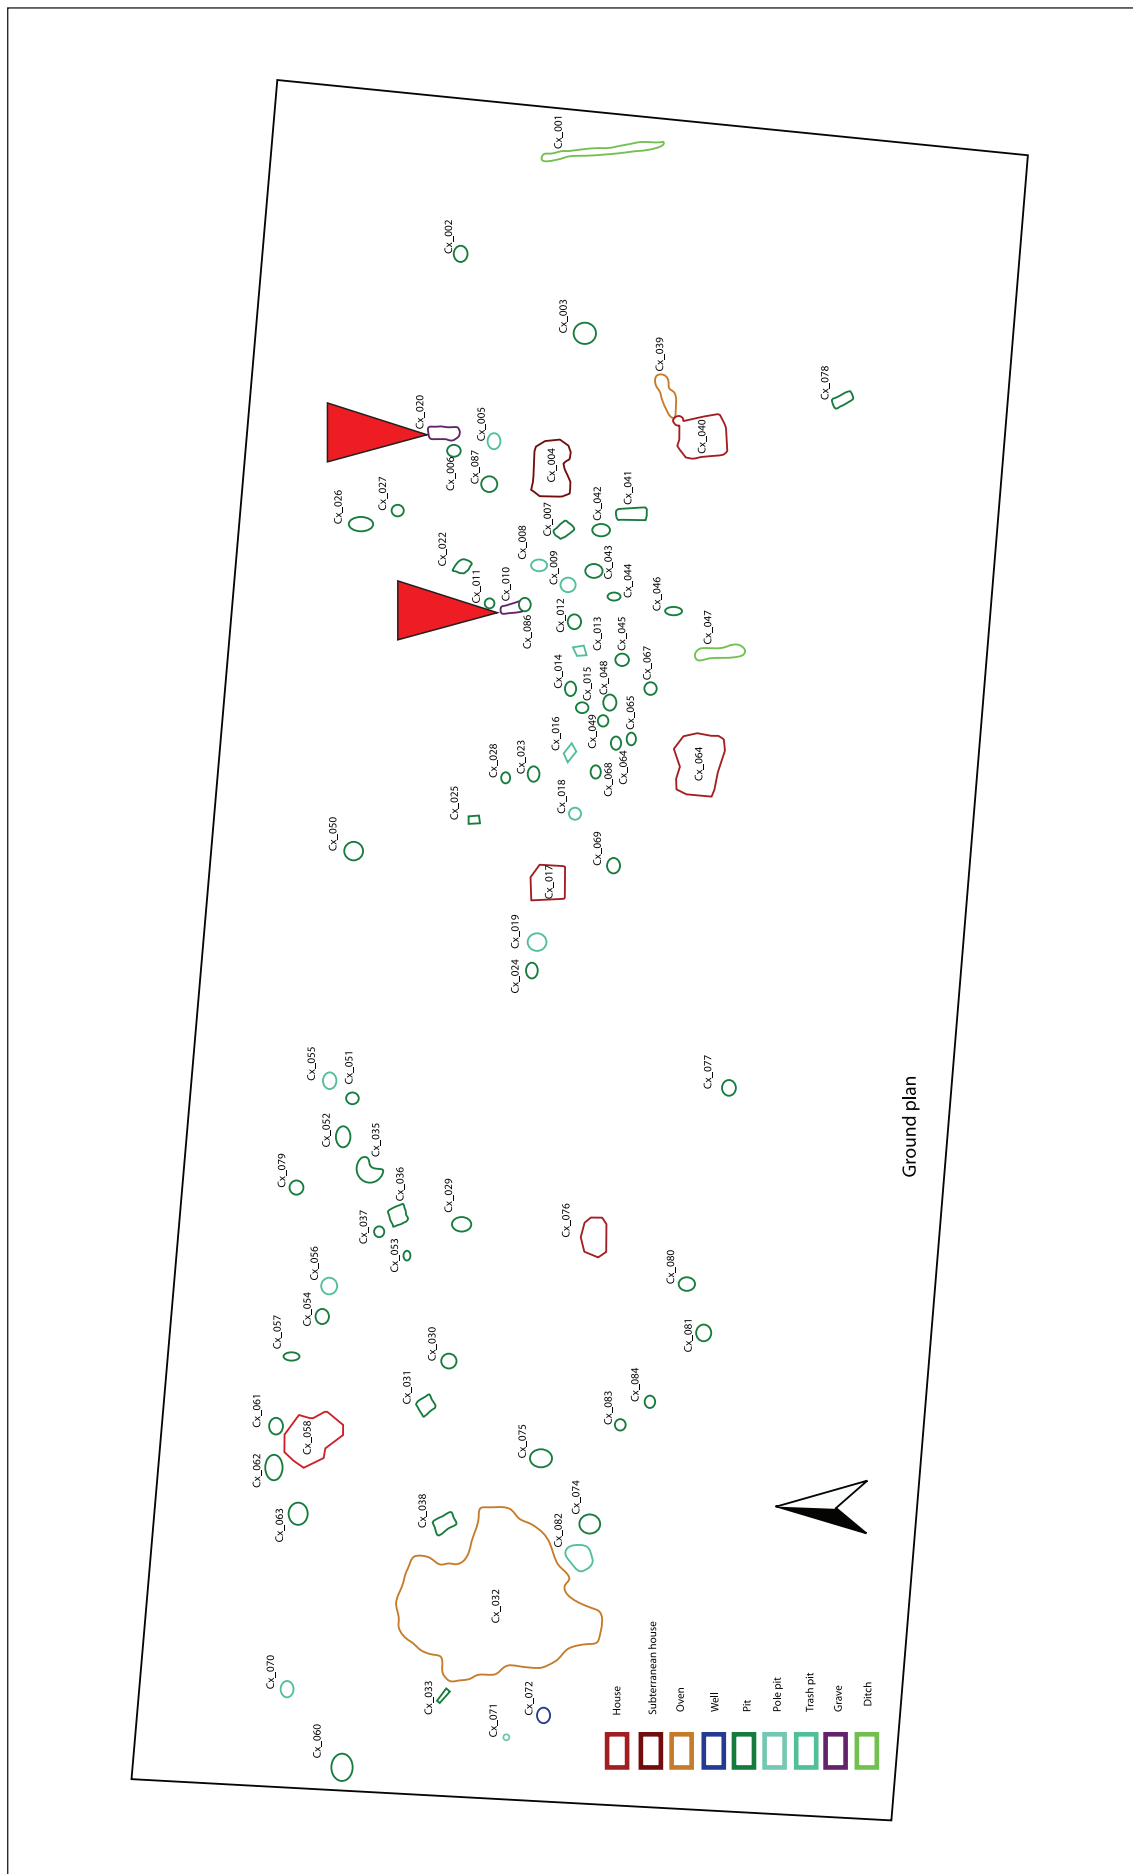 Cx_001
Cx_002
Cx_003
Cx_039
Cx_078
Cx_020
Cx_005
Cx_040
Cx_006
Cx_087
Cx_004
Cx_027
Cx_026
Cx_041
Cx_042
Cx_007
Cx_008
Cx_022
Cx_009
Cx_043
Cx_044
Cx_011
Cx_010
Cx_046
Cx_012
Cx_086
Cx_013
Cx_047
Cx_045
Cx_067
Cx_014
Cx_015
Cx_048
Cx_065
Cx_049
Cx_016
Cx_028
Cx_023
Cx_064
Cx_064
Cx_068
Cx_018
Cx_025
Cx_050
Cx_069
Cx_017
Cx_019
Cx_024
Cx_055
Cx_051
Cx_077
Cx_052
Cx_035
Cx_079
Cx_036
Cx_029
Cx_037
Cx_076
Cx_053
Cx_056
Cx_080
Cx_054
Cx_057
Cx_081
Cx_030
Cx_031
Cx_084
Cx_083
Cx_061
Cx_058
Cx_062
Cx_075
Cx_063
Cx_038
Cx_074
Cx_082
Cx_032
Cx_070
Cx_033
Cx_071
Cx_072
Cx_060
Ground plan
House
Subterranean house
Oven
Well
Pit
Pole pit
Trash pit
Grave
Ditch